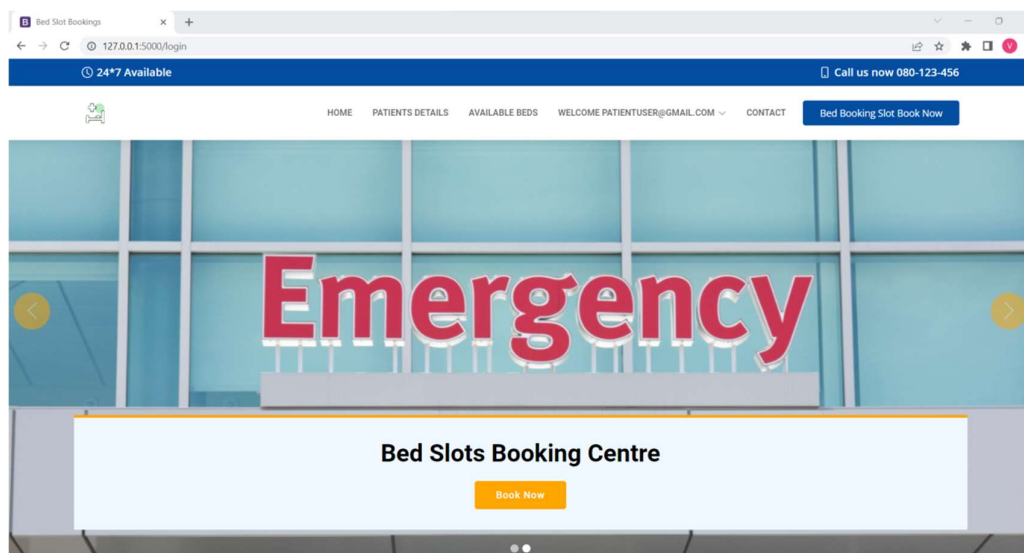 Bed Slot Bookings
127.0.0.1:5000/login
V
24*7 Available
Call us now 080-123-456
HOME PATIENTS DETAILS AVAILABLE BEDS WELCOME PATIENTUSER@GMAIL.COM CONTACT Bed Booking Slot Book Now
Emergency
Bed Slots Booking Centre
Book Now